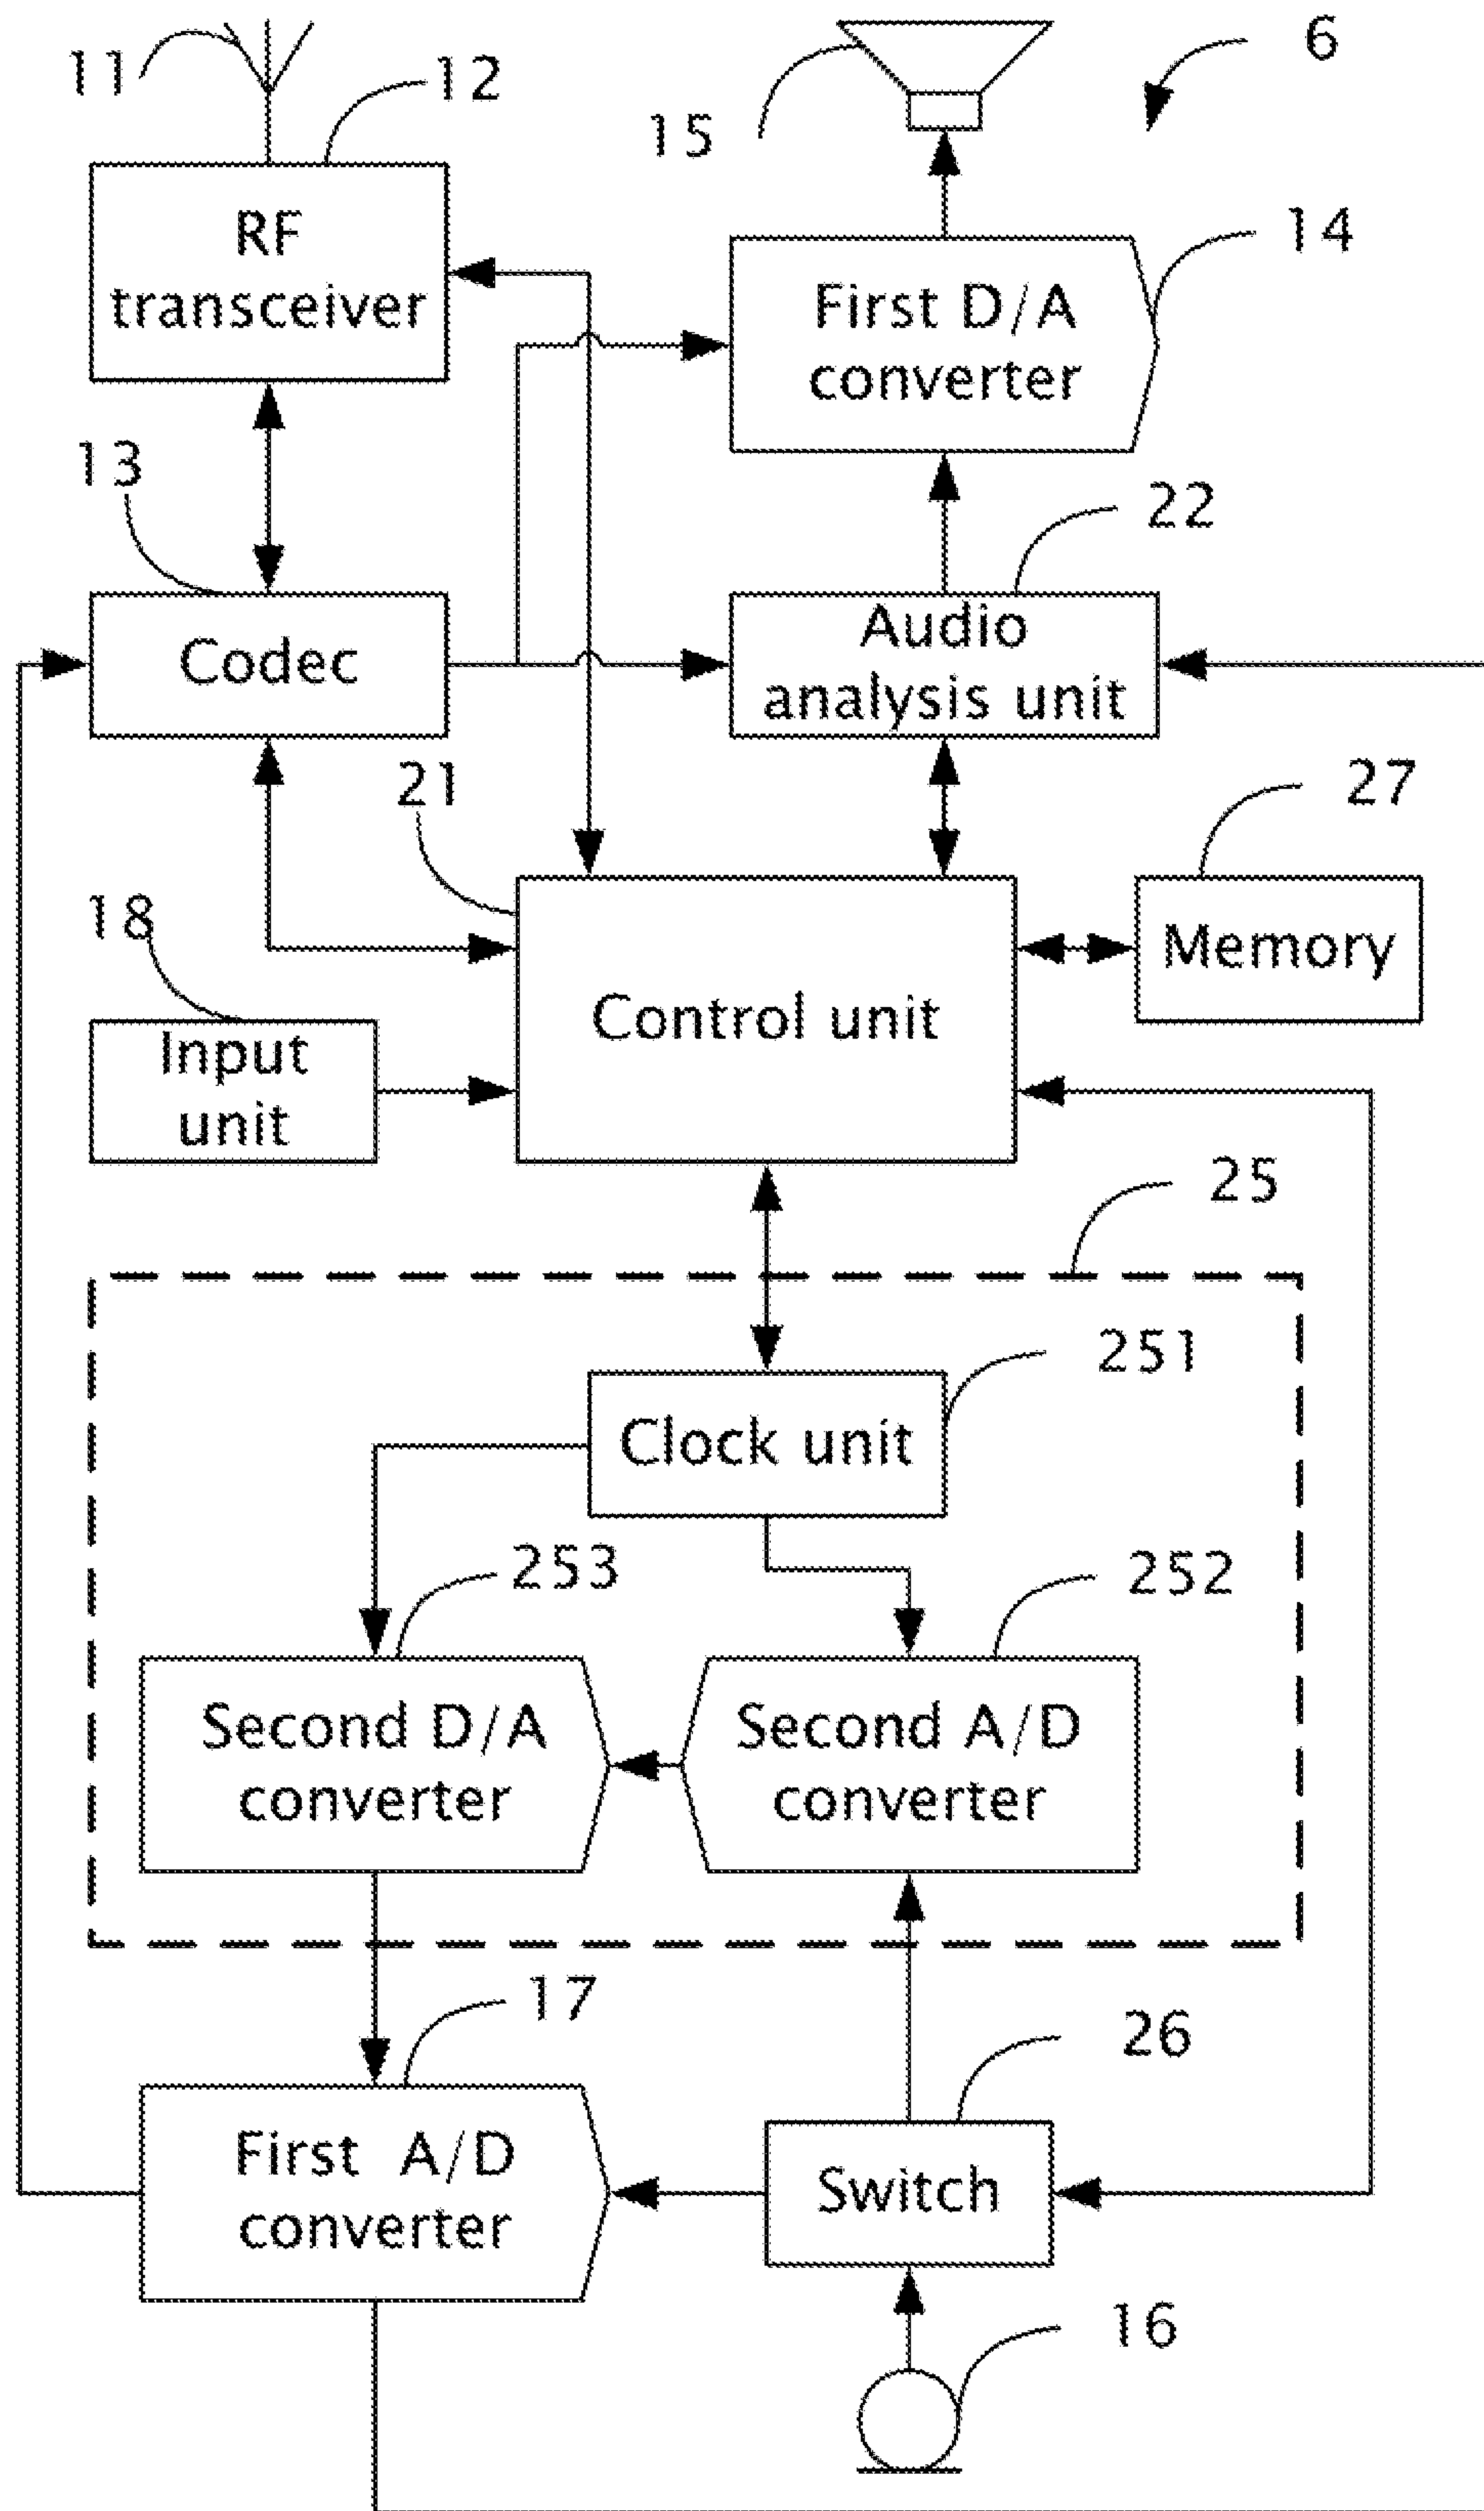 11
12
15
6
RF
transceiver
14
First D/A
converter
13
22
Codec
Audio
analysis unit
21
27
18
Control unit
Memory
Input
unit
25
251
Clock unit
253
252
Second D/A
converter
Second A/D
converter
17
26
First A/D
converter
Switch
16